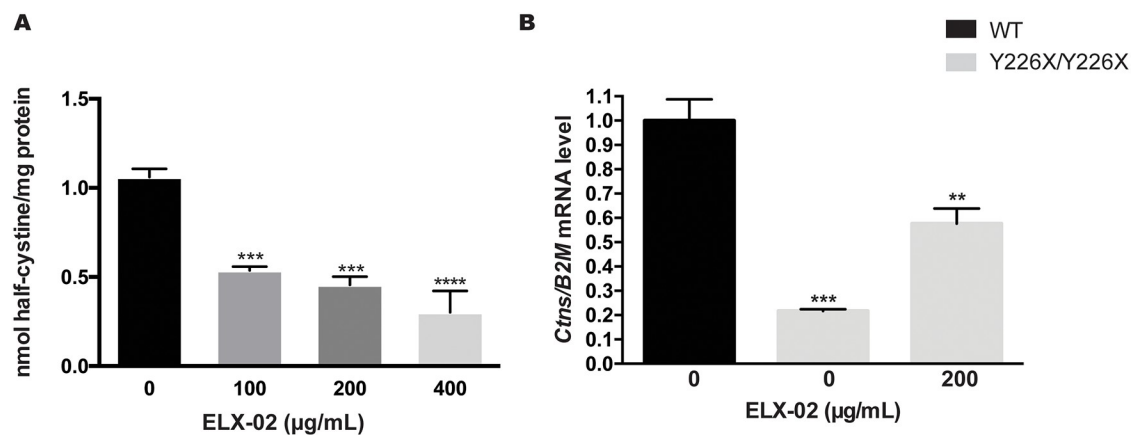 A
B
WT
Y226X/Y226X
nmol half-cystine/mg protein
1.5
1.0
0.5
0.0
***
***
****
0 100 200 400
ELX-02 (μg/mL)
Ctns/B2M mRNA level
1.1
1.0
0.9
0.8
0.7
0.6
0.5
0.4
0.3
0.2
0.1
0.0
***
**
0 0 200
ELX-02 (μg/mL)